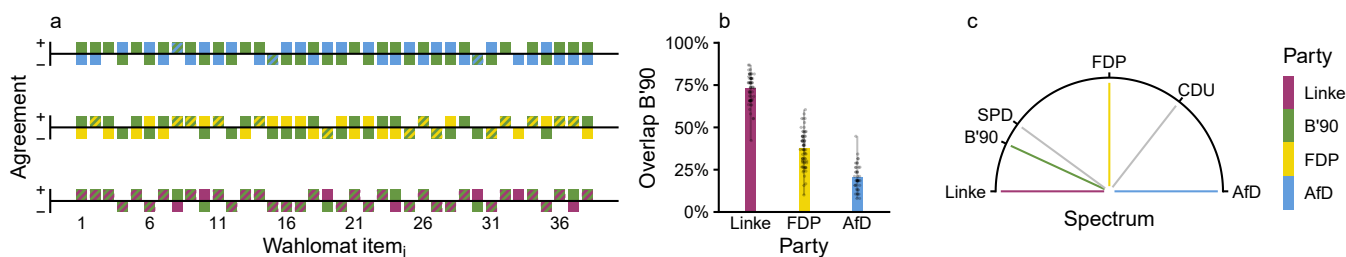 a
Agreement
+
−
+
−
+
−
1 6 11 16 21 26 31 36
Wahlomat item_i
b
Overlap B'90
100%
75%
50%
25%
0%
Linke FDP AfD
Party
c
FDP
CDU
SPD
B'90
Linke
AfD
Spectrum
Party
Linke
B'90
FDP
AfD